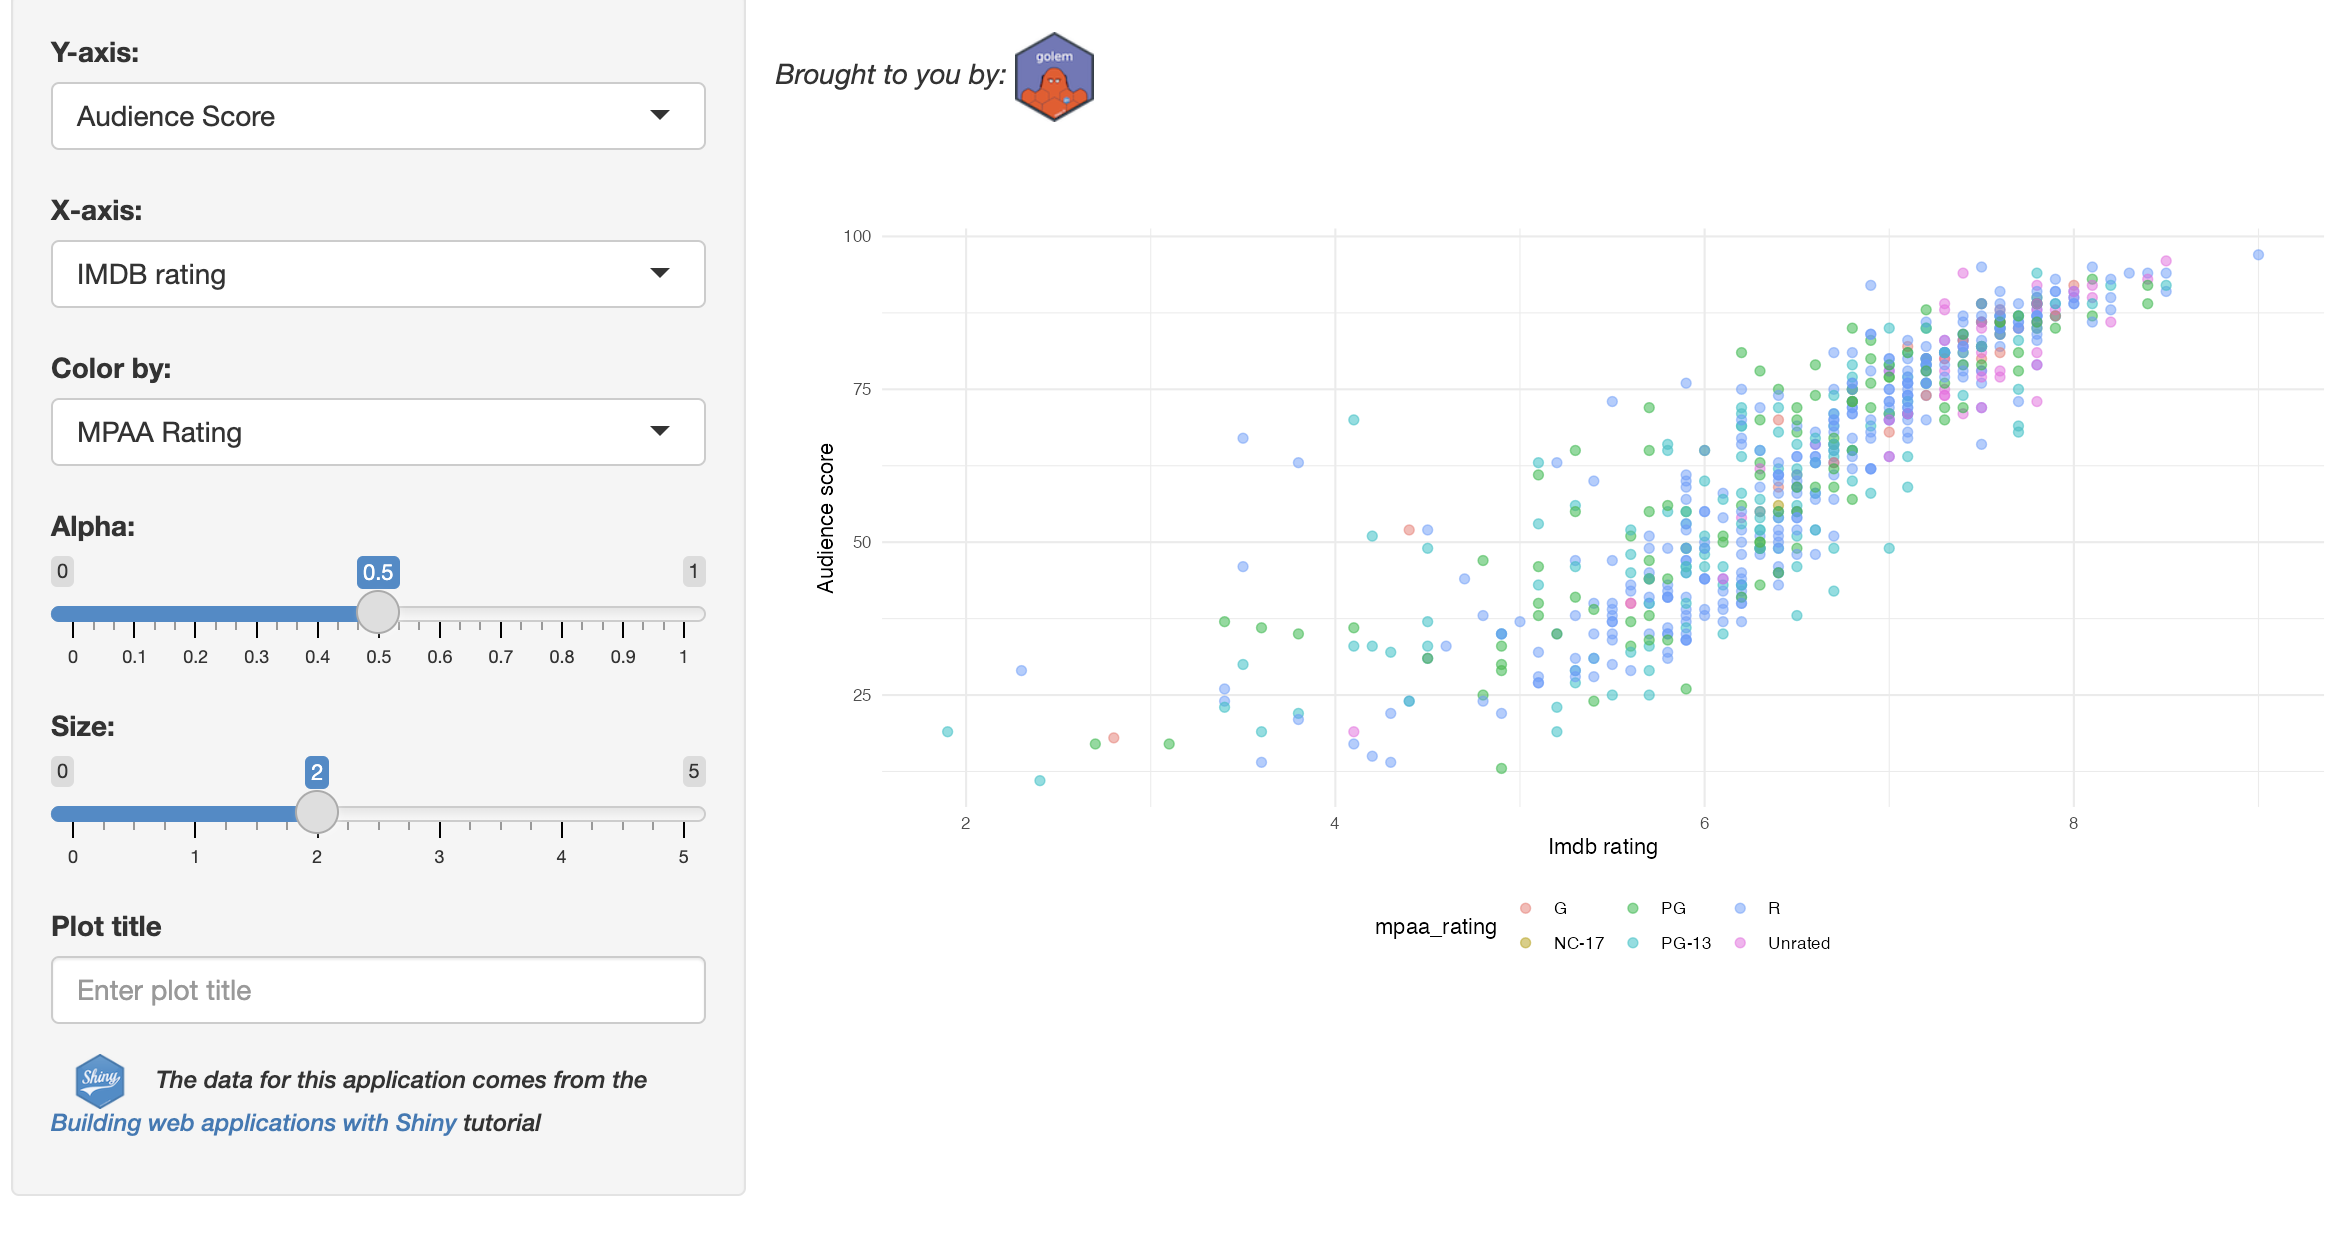 Y-axis:
Audience Score
X-axis:
IMDB rating
Color by:
MPAA Rating
Alpha:
0 0.5 1
0 0.1 0.2 0.3 0.4 0.5 0.6 0.7 0.8 0.9 1
Size:
0 2 5
0 1 2 3 4 5
Plot title
Enter plot title
Shiny The data for this application comes from the
Building web applications with Shiny tutorial
Brought to you by: golem
100
75
50
25
Audience score
2 4 6 8
Imdb rating
mpaa_rating
G PG R
NC-17 PG-13 Unrated